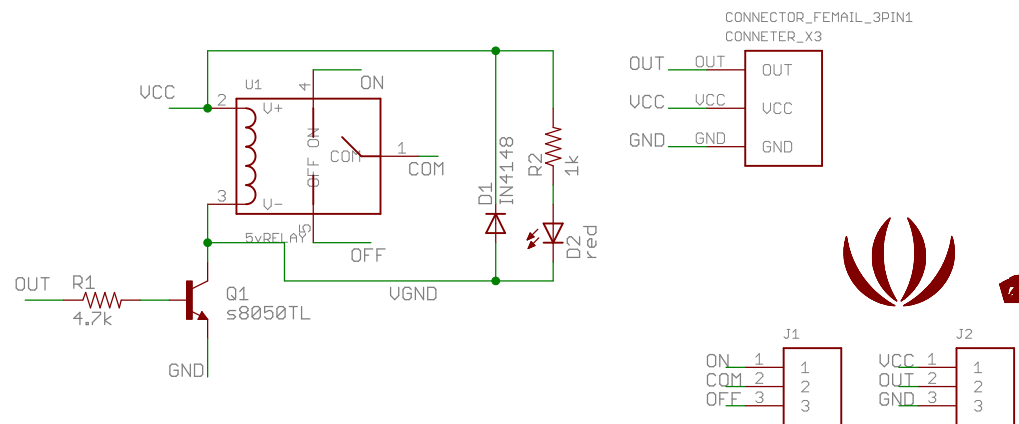 CONNECTOR_FEMAIL_3PIN1
CONNETER_X3
OUT OUT OUT
VCC VCC VCC
GND GND GND
VCC
2
U1
V+
4
ON
OFF ON
COM
1
COM
3
V-
5
5vRELAY
OFF
D1
IN4148
R2
1k
D2
red
VGND
OUT
R1
4.7k
Q1
s8050TL
GND
J1
ON 1 1
COM 2 2
OFF 3 3
J2
VCC 1 1
OUT 2 2
GND 3 3